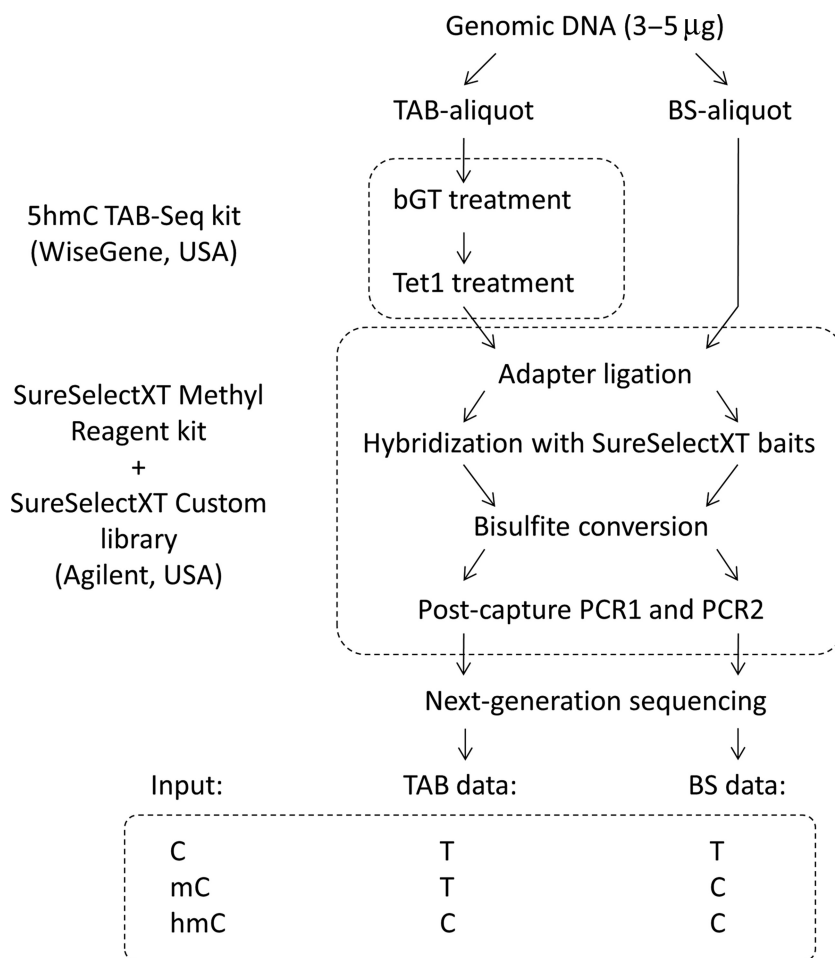 Genomic DNA (3–5 μg)
TAB-aliquot BS-aliquot
bGT treatment
5hmC TAB-Seq kit
(WiseGene, USA)
Tet1 treatment
Adapter ligation
SureSelectXT Methyl
Reagent kit
+
SureSelectXT Custom
library
(Agilent, USA)
Hybridization with SureSelectXT baits
Bisulfite conversion
Post-capture PCR1 and PCR2
Next-generation sequencing
Input: TAB data: BS data:
C T T
mC T C
hmC C C